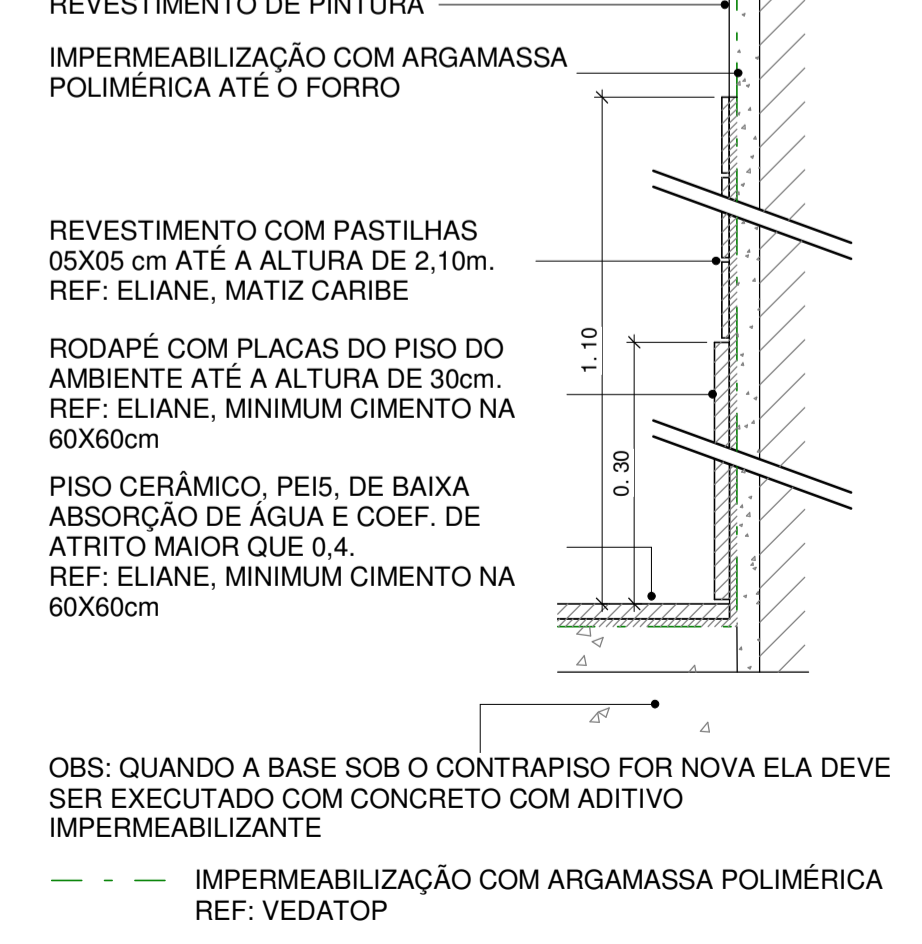 REVESTIMENTO DE PINTURA
IMPERMEABILIZAÇÃO COM ARGAMASSA
POLIMÉRICA ATÉ O FORRO
REVESTIMENTO COM PASTILHAS
05X05 cm ATÉ A ALTURA DE 2,10m.
REF: ELIANE, MATIZ CARIBE
1. 10
RODAPÉ COM PLACAS DO PISO DO
AMBIENTE ATÉ A ALTURA DE 30cm.
REF: ELIANE, MINIMUM CIMENTO NA
60X60cm
0. 30
PISO CERÂMICO, PEI5, DE BAIXA
ABSORÇÃO DE ÁGUA E COEF. DE
ATRITO MAIOR QUE 0,4.
REF: ELIANE, MINIMUM CIMENTO NA
60X60cm
OBS: QUANDO A BASE SOB O CONTRAPISO FOR NOVA ELA DEVE
SER EXECUTADO COM CONCRETO COM ADITIVO
IMPERMEABILIZANTE
IMPERMEABILIZAÇÃO COM ARGAMASSA POLIMÉRICA
REF: VEDATOP